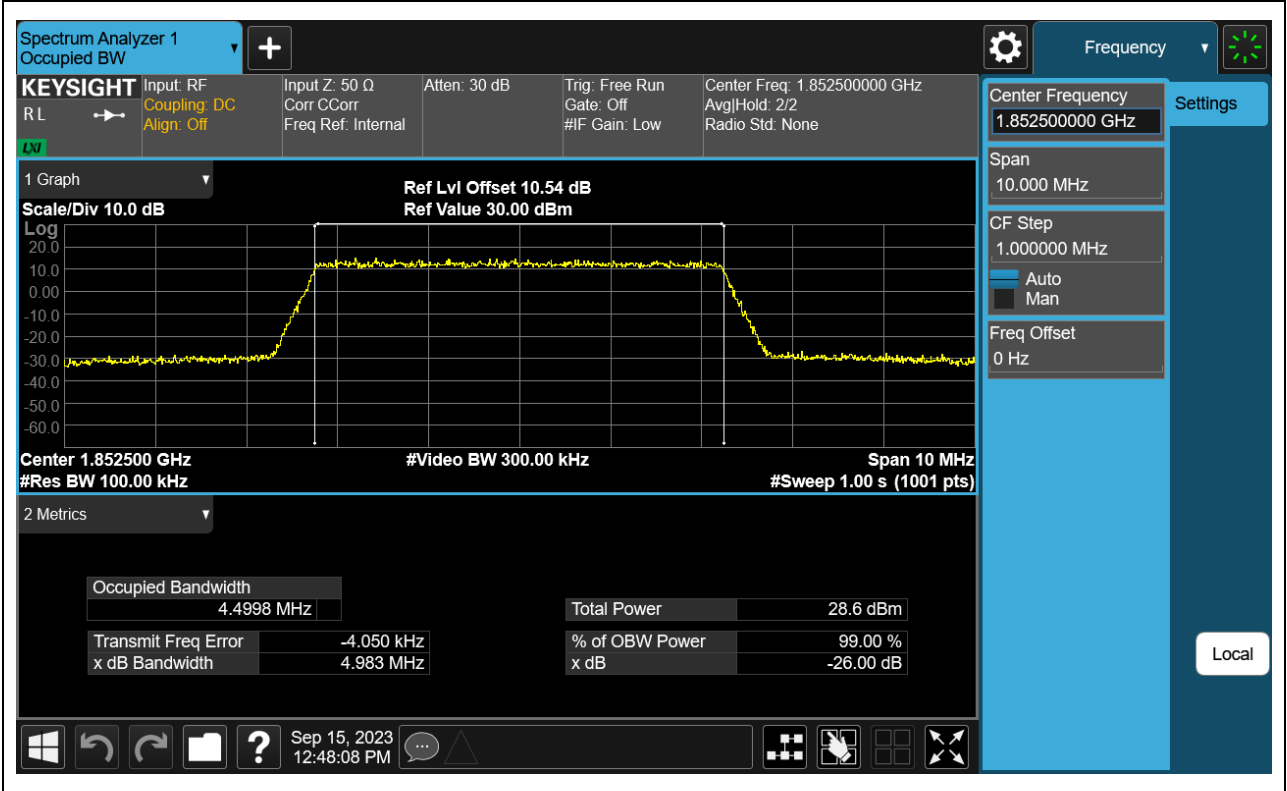 Spectrum Analyzer 1
Occupied BW
Frequency
KEYSIGHT
R L
LXI
Input: RF
Coupling: DC
Align: Off
Input Z: 50 Ω
Corr CCorr
Freq Ref: Internal
Atten: 30 dB
Trig: Free Run
Gate: Off
#IF Gain: Low
Center Freq: 1.852500000 GHz
Avg|Hold: 2/2
Radio Std: None
Center Frequency
1.852500000 GHz
Settings
Span
10.000 MHz
CF Step
1.000000 MHz
Auto
Man
Freq Offset
0 Hz
Local
1 Graph
Ref Lvl Offset 10.54 dB
Scale/Div 10.0 dB
Ref Value 30.00 dBm
Log
20.0
10.0
0.00
-10.0
-20.0
-30.0
-40.0
-50.0
-60.0
Center 1.852500 GHz
#Video BW 300.00 kHz
Span 10 MHz
#Res BW 100.00 kHz
#Sweep 1.00 s (1001 pts)
2 Metrics
Occupied Bandwidth
4.4998 MHz
Total Power 28.6 dBm
Transmit Freq Error -4.050 kHz
% of OBW Power 99.00 %
x dB Bandwidth 4.983 MHz
x dB -26.00 dB
?
Sep 15, 2023
12:48:08 PM